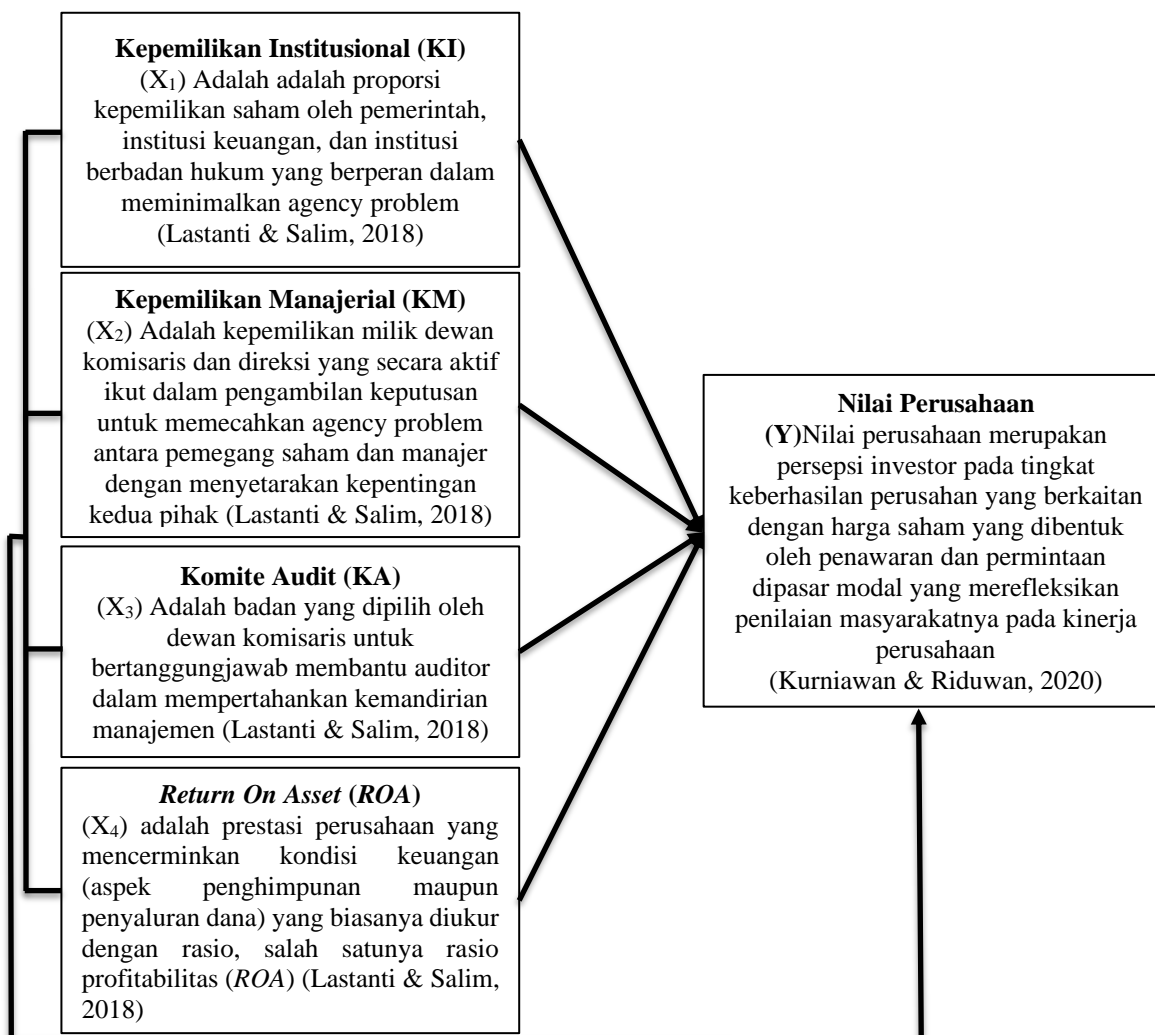 Kepemilikan Institusional (KI)
(X₁) Adalah adalah proporsi
kepemilikan saham oleh pemerintah,
institusi keuangan, dan institusi
berbadan hukum yang berperan dalam
meminimalkan agency problem
(Lastanti & Salim, 2018)
Kepemilikan Manajerial (KM)
(X₂) Adalah kepemilikan milik dewan
komisaris dan direksi yang secara aktif
ikut dalam pengambilan keputusan
untuk memecahkan agency problem
antara pemegang saham dan manajer
dengan menyetarakan kepentingan
kedua pihak (Lastanti & Salim, 2018)
Komite Audit (KA)
(X₃) Adalah badan yang dipilih oleh
dewan komisaris untuk
bertanggungjawab membantu auditor
dalam mempertahankan kemandirian
manajemen (Lastanti & Salim, 2018)
Return On Asset (ROA)
(X₄) adalah prestasi perusahaan yang
mencerminkan kondisi keuangan
(aspek penghimpunan maupun
penyaluran dana) yang biasanya diukur
dengan rasio, salah satunya rasio
profitabilitas (ROA) (Lastanti & Salim,
2018)
Nilai Perusahaan
(Y)Nilai perusahaan merupakan
persepsi investor pada tingkat
keberhasilan perusahan yang berkaitan
dengan harga saham yang dibentuk
oleh penawaran dan permintaan
dipasar modal yang merefleksikan
penilaian masyarakatnya pada kinerja
perusahaan
(Kurniawan & Riduwan, 2020)